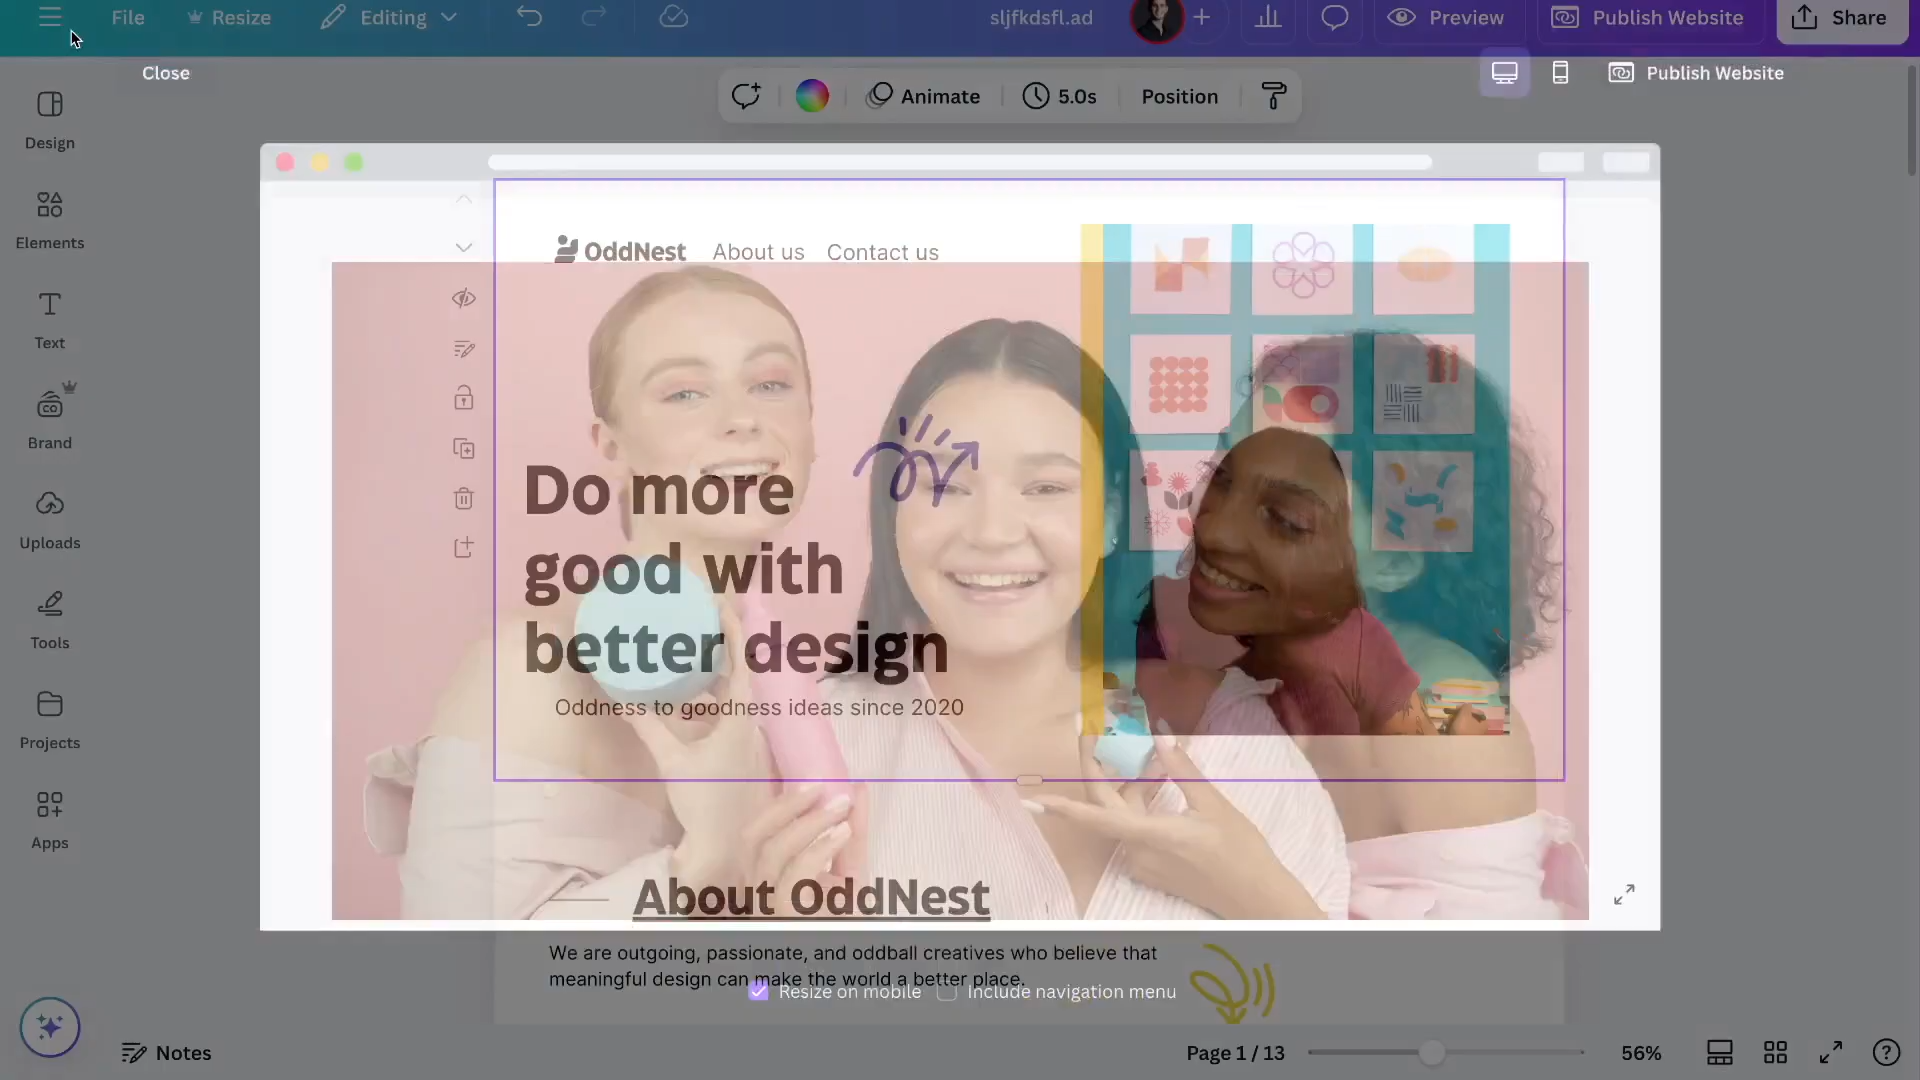 File
Resize
Editing
sljfkdsfl.ad
Preview
Publish Website
Share
Close
Publish Website
Animate
5.0s
Position
Design
Elements
Text
Brand
Uploads
Tools
Projects
Apps
OddNest
About us
Contact us
Do more
good with
better design
Oddness to goodness ideas since 2020
About OddNest
We are outgoing, passionate, and oddball creatives who believe that
meaningful design can make the world a better place.
Resize on mobile
Include navigation menu
Notes
Page 1 / 13
56%